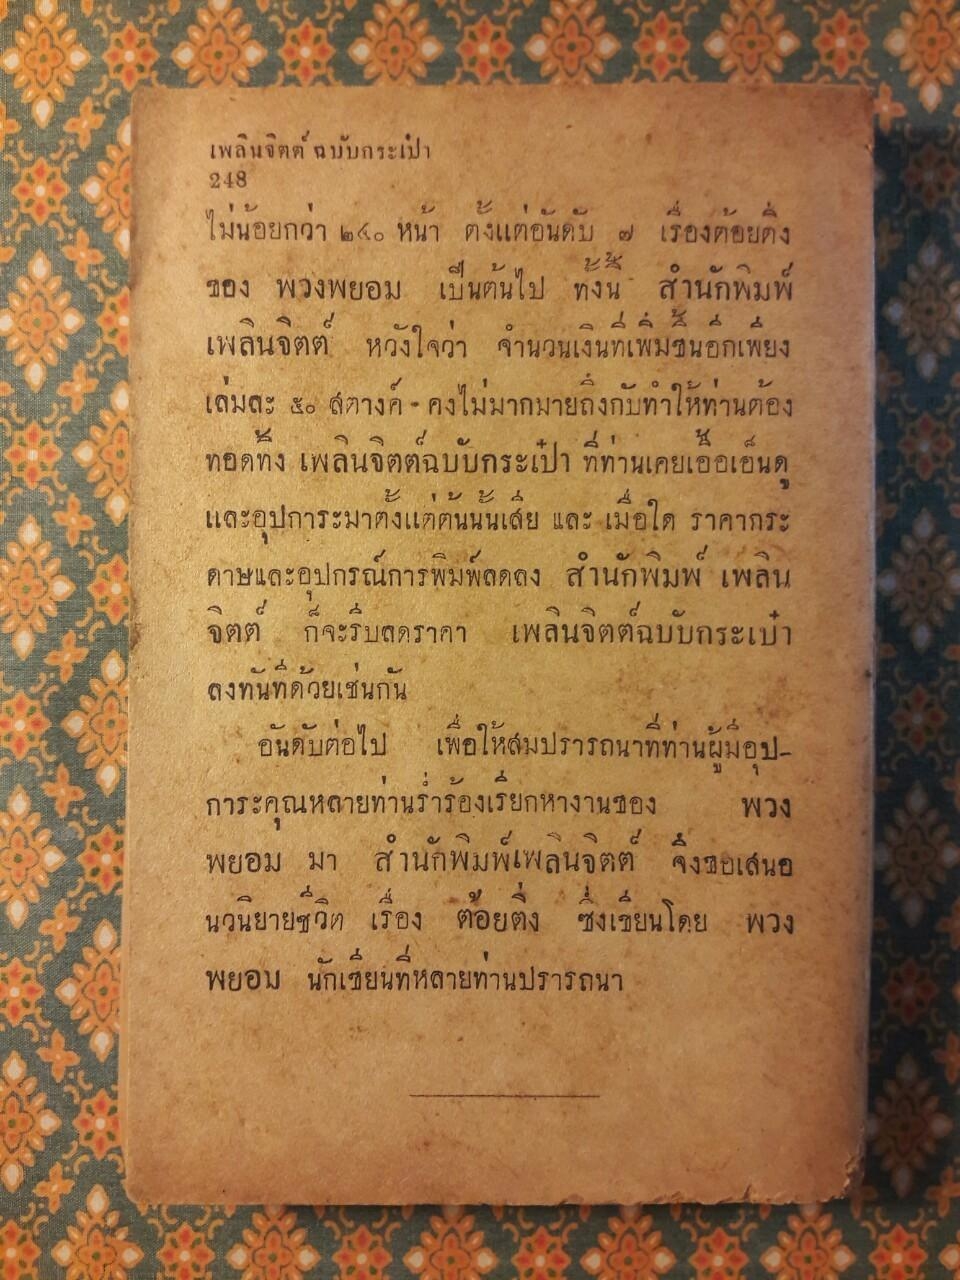 เพลินจิตต์ ฉบับกระเป๋า
248
ไม่น้อยกว่า ๒๔๐ หน้า ตั้งแต่อันดับ ๗ เรื่องต้อยติ่ง
ของ พวงพยอม เป็นต้นไป ทั้งนี้ สำนักพิมพ์
เพลินจิตต์ หวังใจว่า จำนวนเงินที่เพิ่มขึ้นอีกเพียง
เล่มละ ๕๐ สตางค์ - คงไม่มากมายถึงกับทำให้ท่านต้อง
ทอดทิ้ง เพลินจิตต์ฉบับกระเป๋า ที่ท่านเคยเอื้อเอ็นดู
และอุปการะมาตั้งแต่ต้นนั้นเสีย และ เมื่อใด ราคากระ
ดาษและอุปกรณ์การพิมพ์ลดลง สำนักพิมพ์ เพลิน
จิตต์ ก็จะรีบลดราคา เพลินจิตต์ฉบับกระเป๋า
ลงทันทีด้วยเช่นกัน
อันดับต่อไป เพื่อให้สมปรารถนาที่ท่านผู้มีอุป-
การะคุณหลายท่านร่ำร้องเรียกหางานของ พวง
พยอม มา สำนักพิมพ์เพลินจิตต์ จึงขอเสนอ
นวนิยายชีวิต เรื่อง ต้อยติ่ง ซึ่งเขียนโดย พวง
พยอม นักเขียนที่หลายท่านปรารถนา